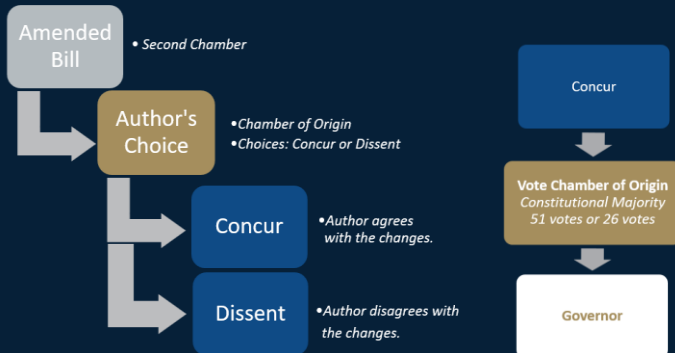 Amended
Bill
• Second Chamber
Author's
Choice
•Chamber of Origin
•Choices: Concur or Dissent
Concur
•Author agrees
with the changes.
Dissent
•Author disagrees with
the changes.
Concur
Vote Chamber of Origin
Constitutional Majority
51 votes or 26 votes
Governor